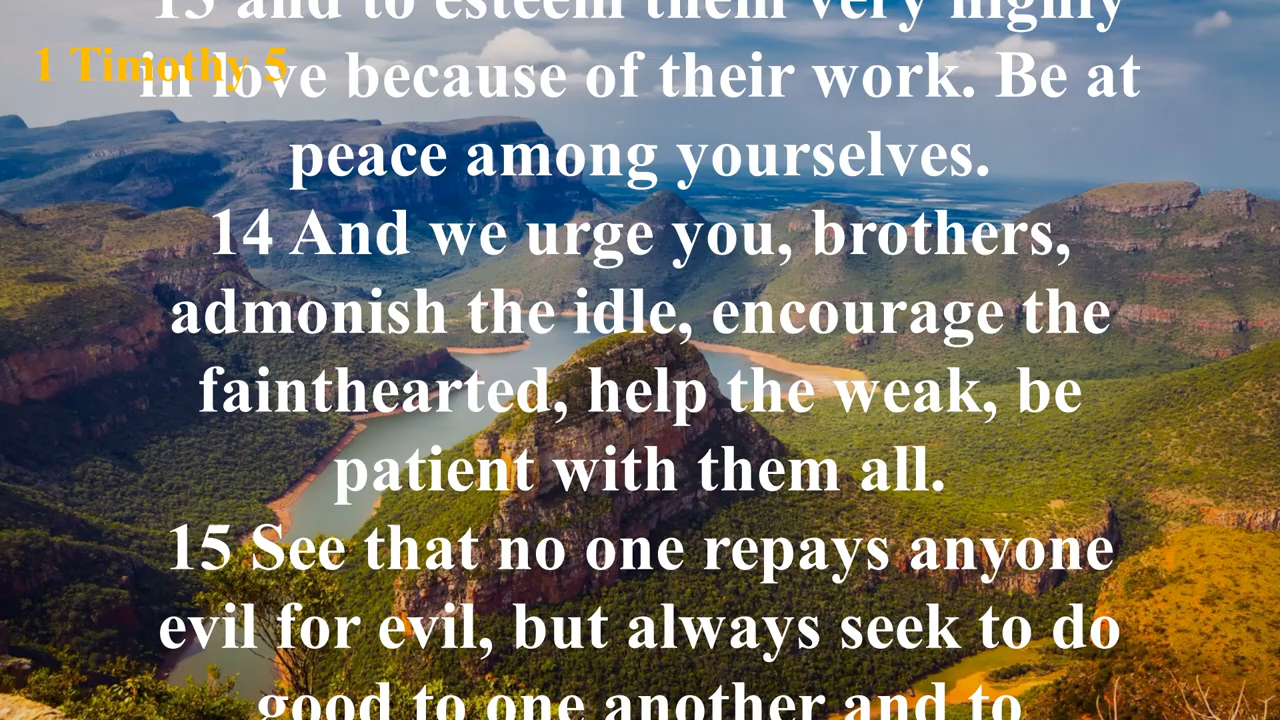 13 and to esteem them very highly
1 Timothy 5
in love because of their work. Be at
peace among yourselves.
14 And we urge you, brothers,
admonish the idle, encourage the
fainthearted, help the weak, be
patient with them all.
15 See that no one repays anyone
evil for evil, but always seek to do
good to one another and to